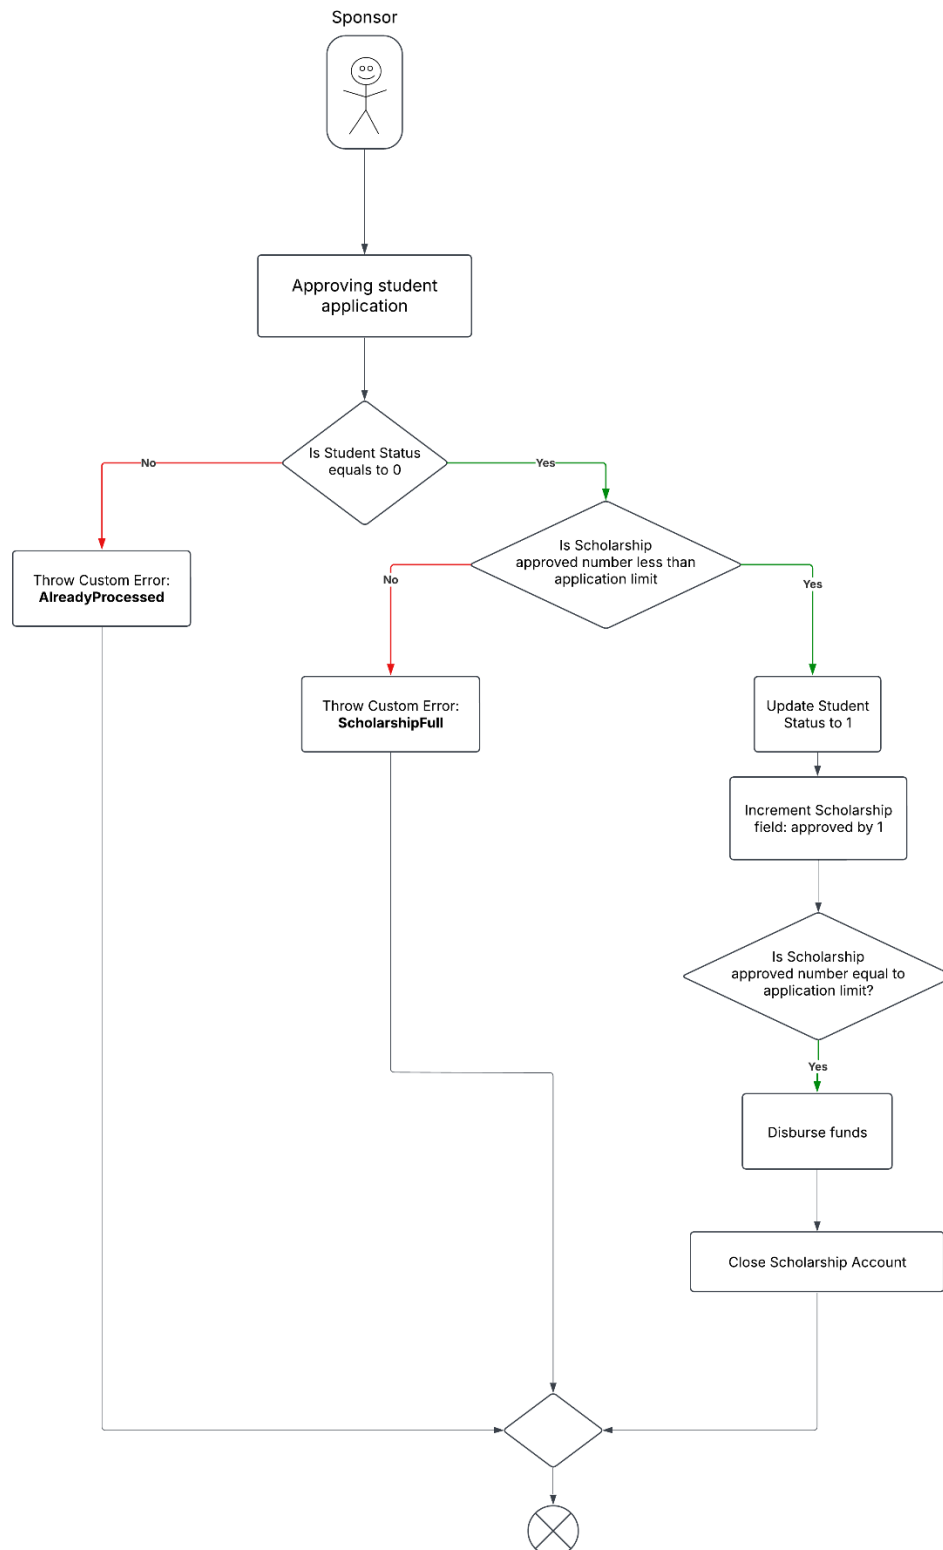 Sponsor
Approving student
application
Is Student Status
equals to 0
No
Yes
Is Scholarship
approved number less than
application limit
Throw Custom Error:
AlreadyProcessed
No
Yes
Throw Custom Error:
ScholarshipFull
Update Student
Status to 1
Increment Scholarship
field: approved by 1
Is Scholarship
approved number equal to
application limit?
Yes
Disburse funds
Close Scholarship Account